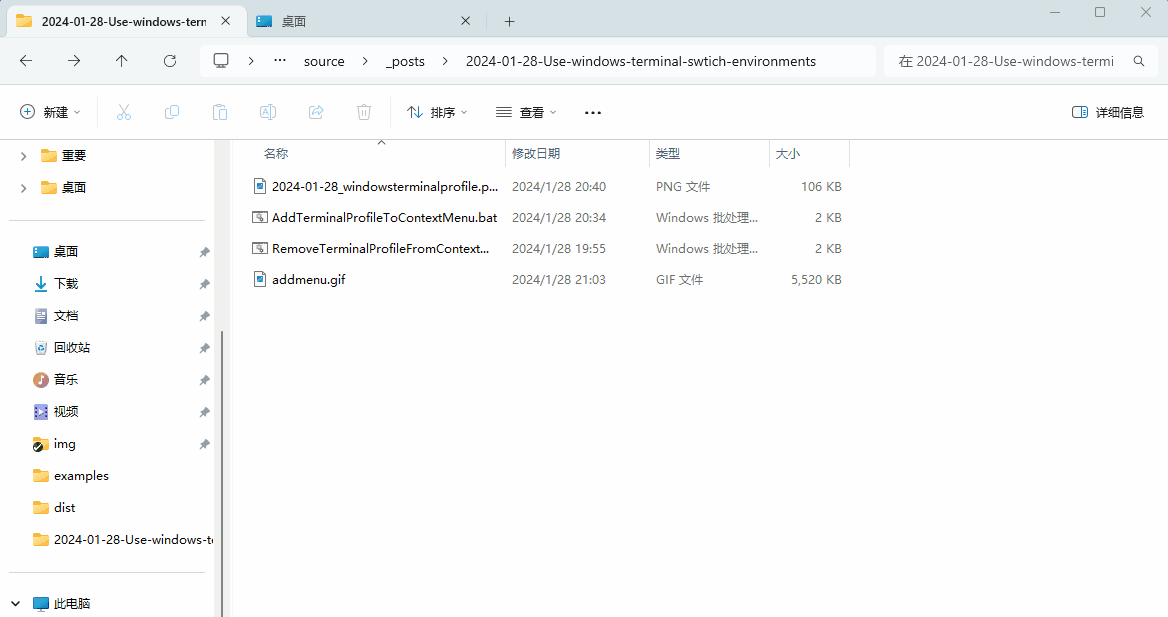 2024-01-28-Use-windows-tern
桌面
source
_posts
2024-01-28-Use-windows-terminal-swtich-environments
在 2024-01-28-Use-windows-termi
新建
排序
查看
详细信息
重要
桌面
桌面
下载
文档
回收站
音乐
视频
img
examples
dist
2024-01-28-Use-windows-te
此电脑
名称 修改日期 类型 大小
2024-01-28_windowsterminalprofile.p... 2024/1/28 20:40 PNG 文件 106 KB
AddTerminalProfileToContextMenu.bat 2024/1/28 20:34 Windows 批处理... 2 KB
RemoveTerminalProfileFromContext... 2024/1/28 19:55 Windows 批处理... 2 KB
addmenu.gif 2024/1/28 21:03 GIF 文件 5,520 KB